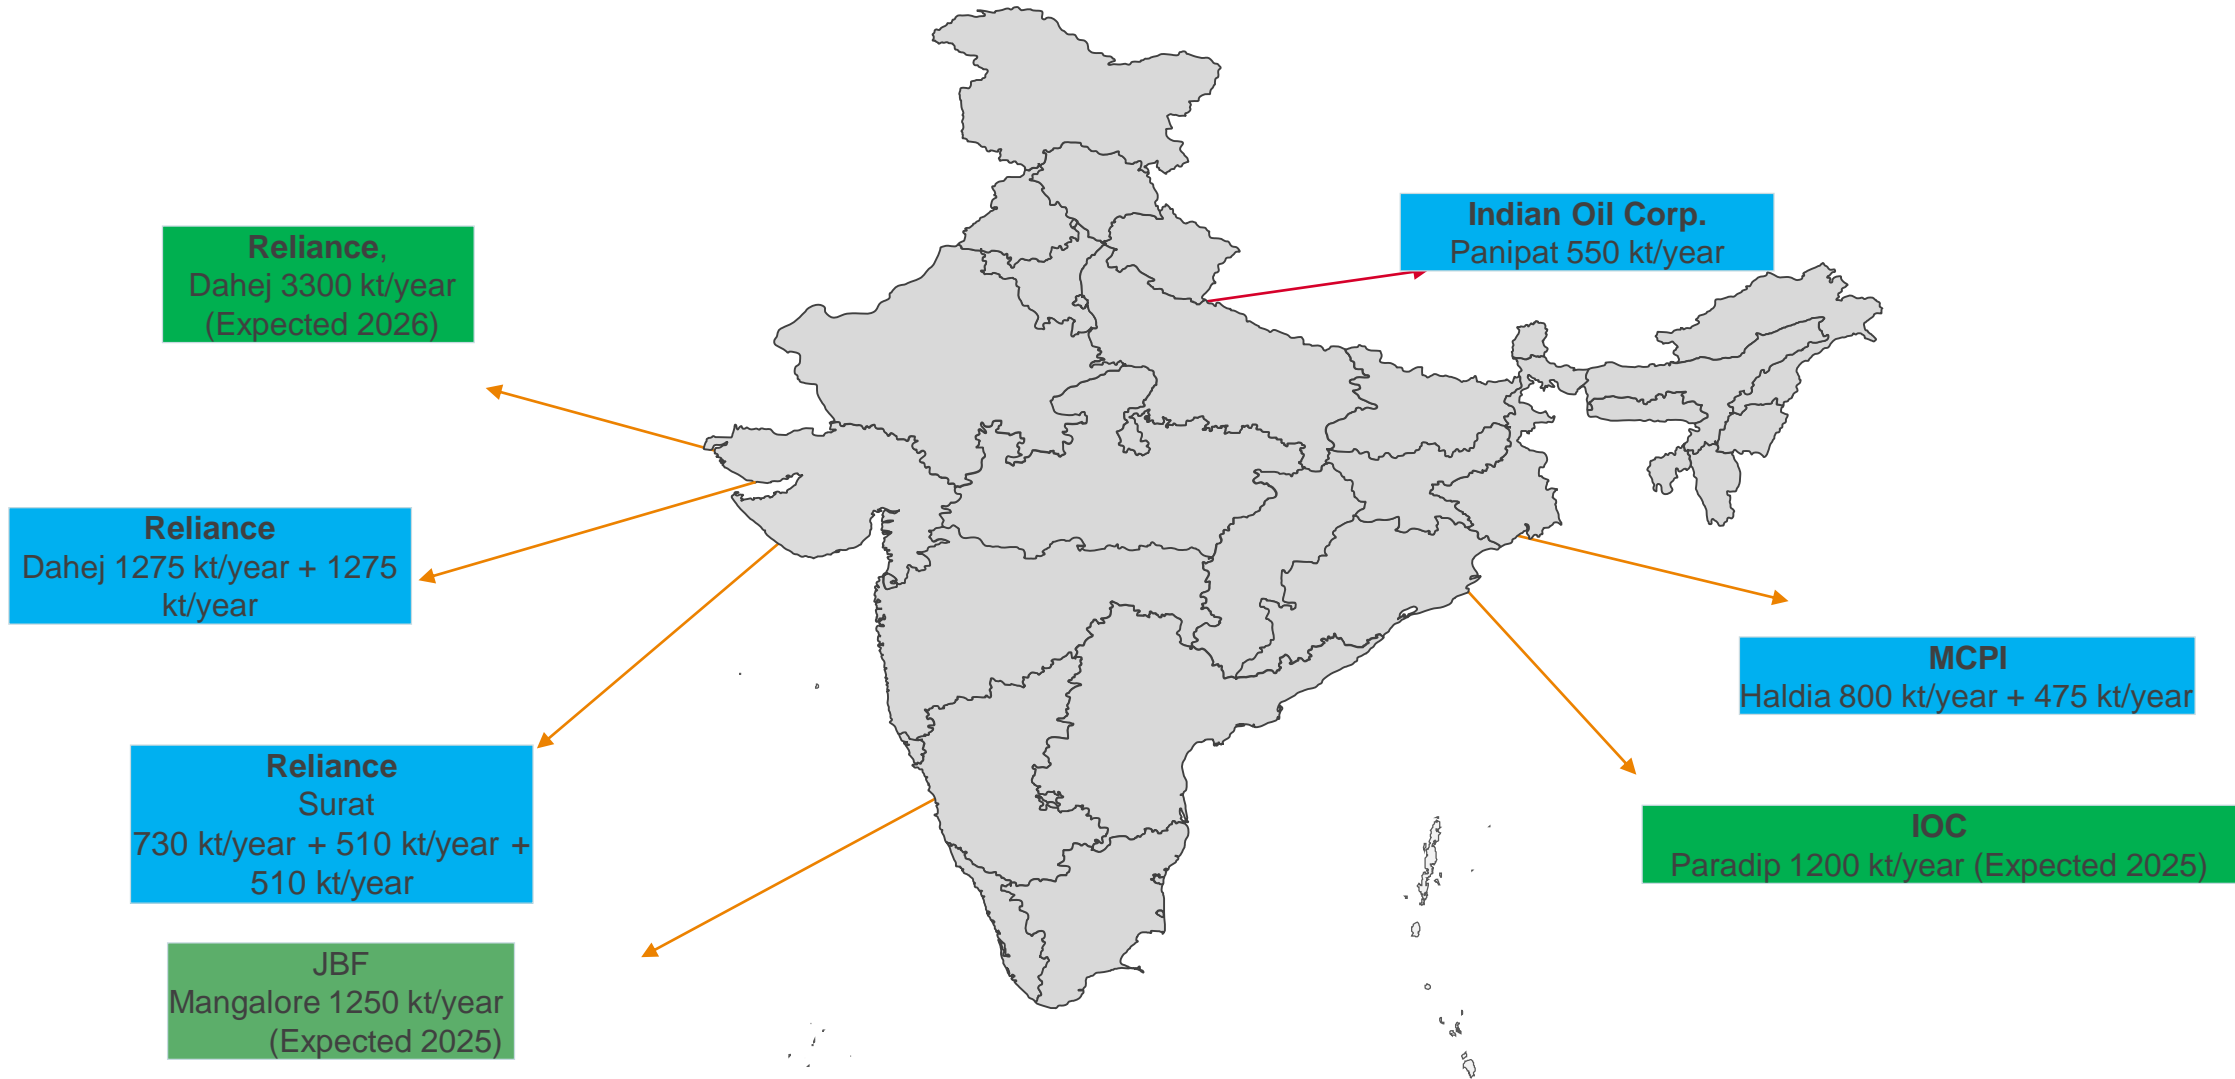 Reliance,
Dahej 3300 kt/year
(Expected 2026)
Indian Oil Corp.
Panipat 550 kt/year
Reliance
Dahej 1275 kt/year + 1275
kt/year
MCPI
Haldia 800 kt/year + 475 kt/year
Reliance
Surat
730 kt/year + 510 kt/year +
510 kt/year
IOC
Paradip 1200 kt/year (Expected 2025)
JBF
Mangalore 1250 kt/year
(Expected 2025)